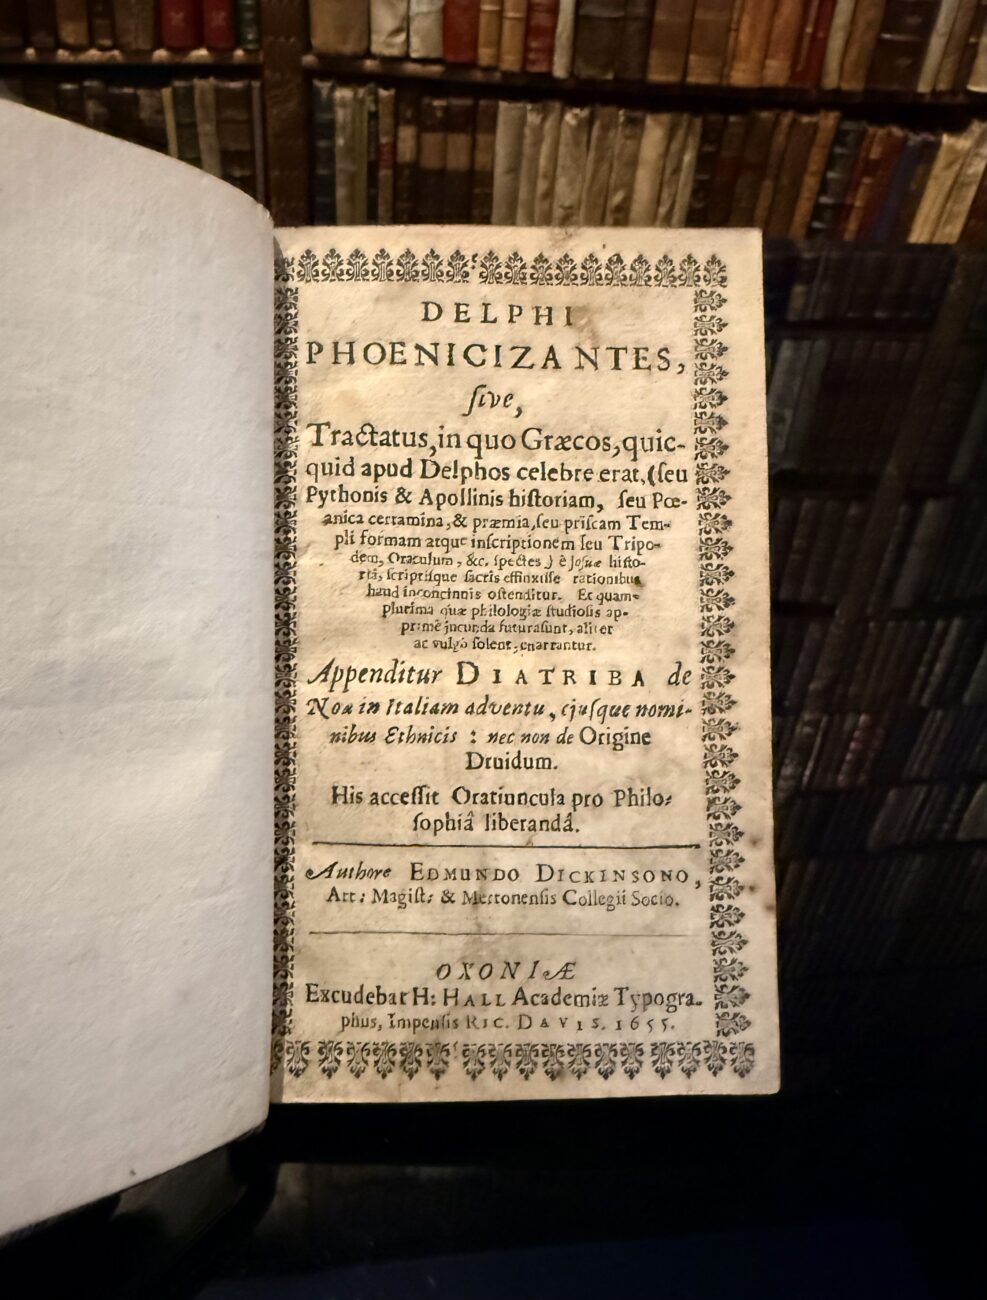 DELPHI
PHOENICIZANTES,
ſive,
Tractatus, in quo Græcos, quic-
quid apud Delphos celebre erat, (ſeu
Pythonis & Apollinis hiſtoriam, ſeu Pœ-
anica certamina, & præmia, ſeu priſcam Tem-
pli formam atque inſcriptionem ſeu Tripo-
dem, Oraculum, &c. ſpectes) è Joſuæ hiſto-
riâ, ſcriptiſque ſacris effinxiſſe rationibus
haud inconcinnis oſtenditur. Et quam-
plurima quæ philologiæ ſtudioſis ap-
primè jucunda futura ſunt, aliter
ac vulgò ſolent, enarrantur.
Appenditur DIATRIBA de
Noæ in Italiam adventu, ejuſque nomi-
nibus Ethnicis : nec non de Origine
Druidum.
His acceſſit Oratiuncula pro Philo-
ſophiâ liberandâ.
Authore EDMUNDO DICKINSONO,
Art: Magiſt: & Mertonenſis Collegii Socio.
OXONIÆ
Excudebat H: HALL Academiæ Typogra-
phus, Impenſis RIC. DAVIS. 1655.